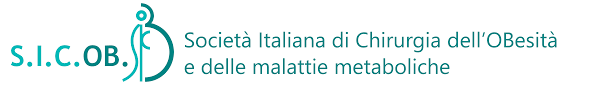 S.I.C.OB.
Società Italiana di Chirurgia dell'OBesità
e delle malattie metaboliche